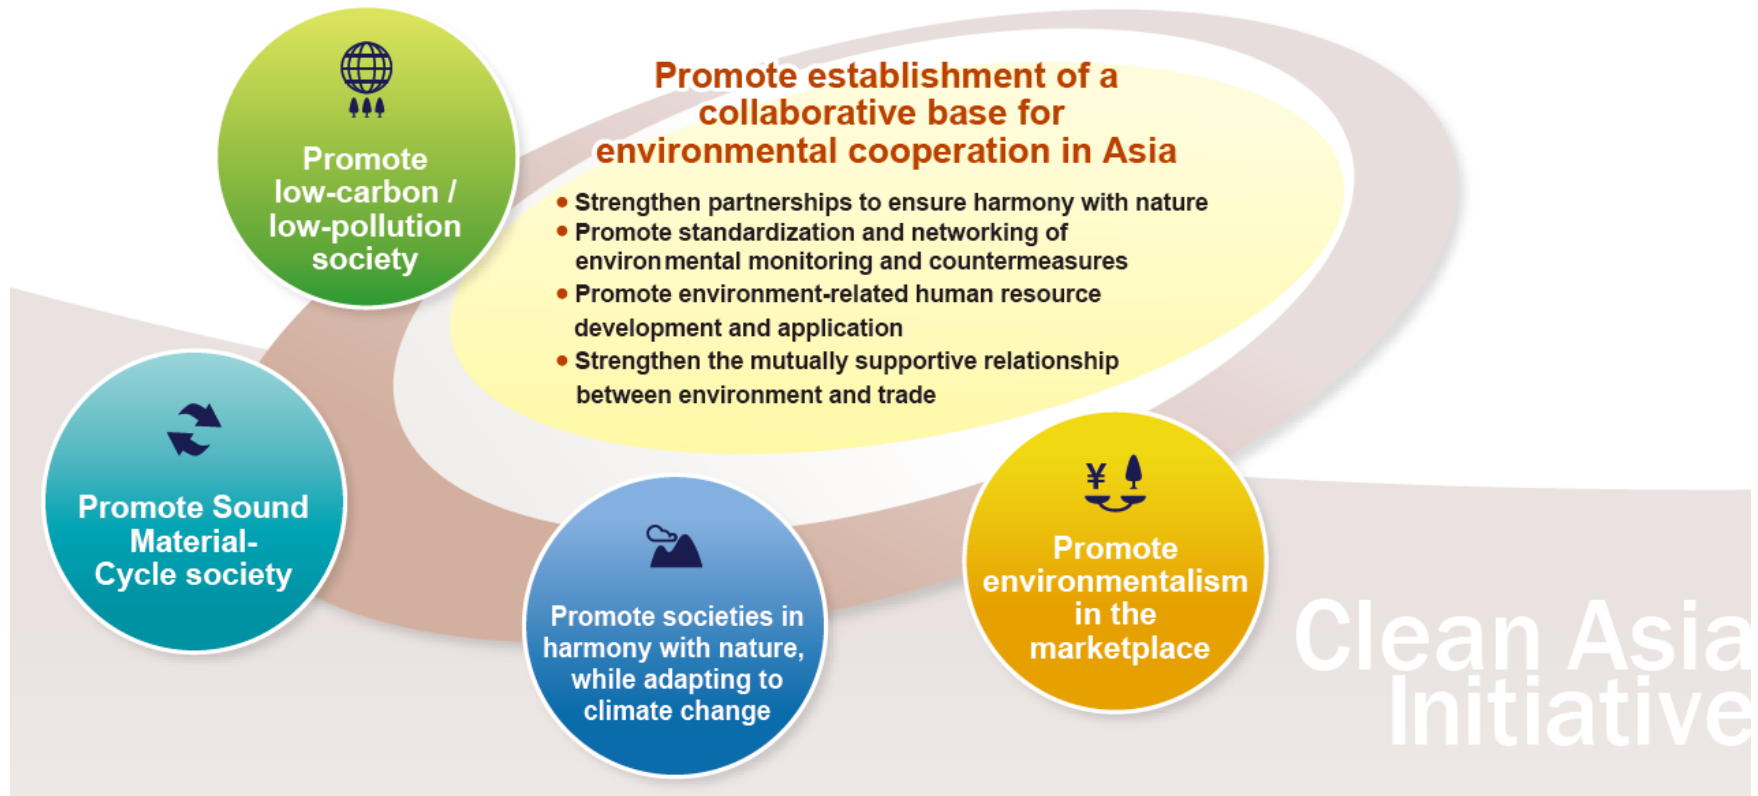 Promote establishment of a
collaborative base for
environmental cooperation in Asia
• Strengthen partnerships to ensure harmony with nature
• Promote standardization and networking of
environmental monitoring and countermeasures
• Promote environment-related human resource
development and application
• Strengthen the mutually supportive relationship
between environment and trade
Promote
low-carbon /
low-pollution
society
Promote Sound
Material-
Cycle society
Promote societies in
harmony with nature,
while adapting to
climate change
¥
Promote
environmentalism
in the
marketplace
Clean Asia
Initiative